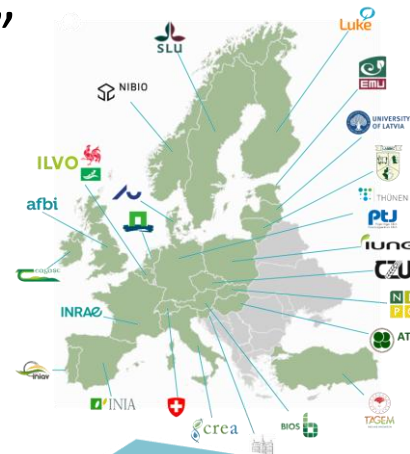 ”
SLU
Luke
NIBIO
EMU
UNIVERSITY
OF LATVIA
ILVO
THÜNEN
afbi
PtJ
iung
CZU
INRAE
AT
iniav
INIA
crea
BIOS
TAGEM